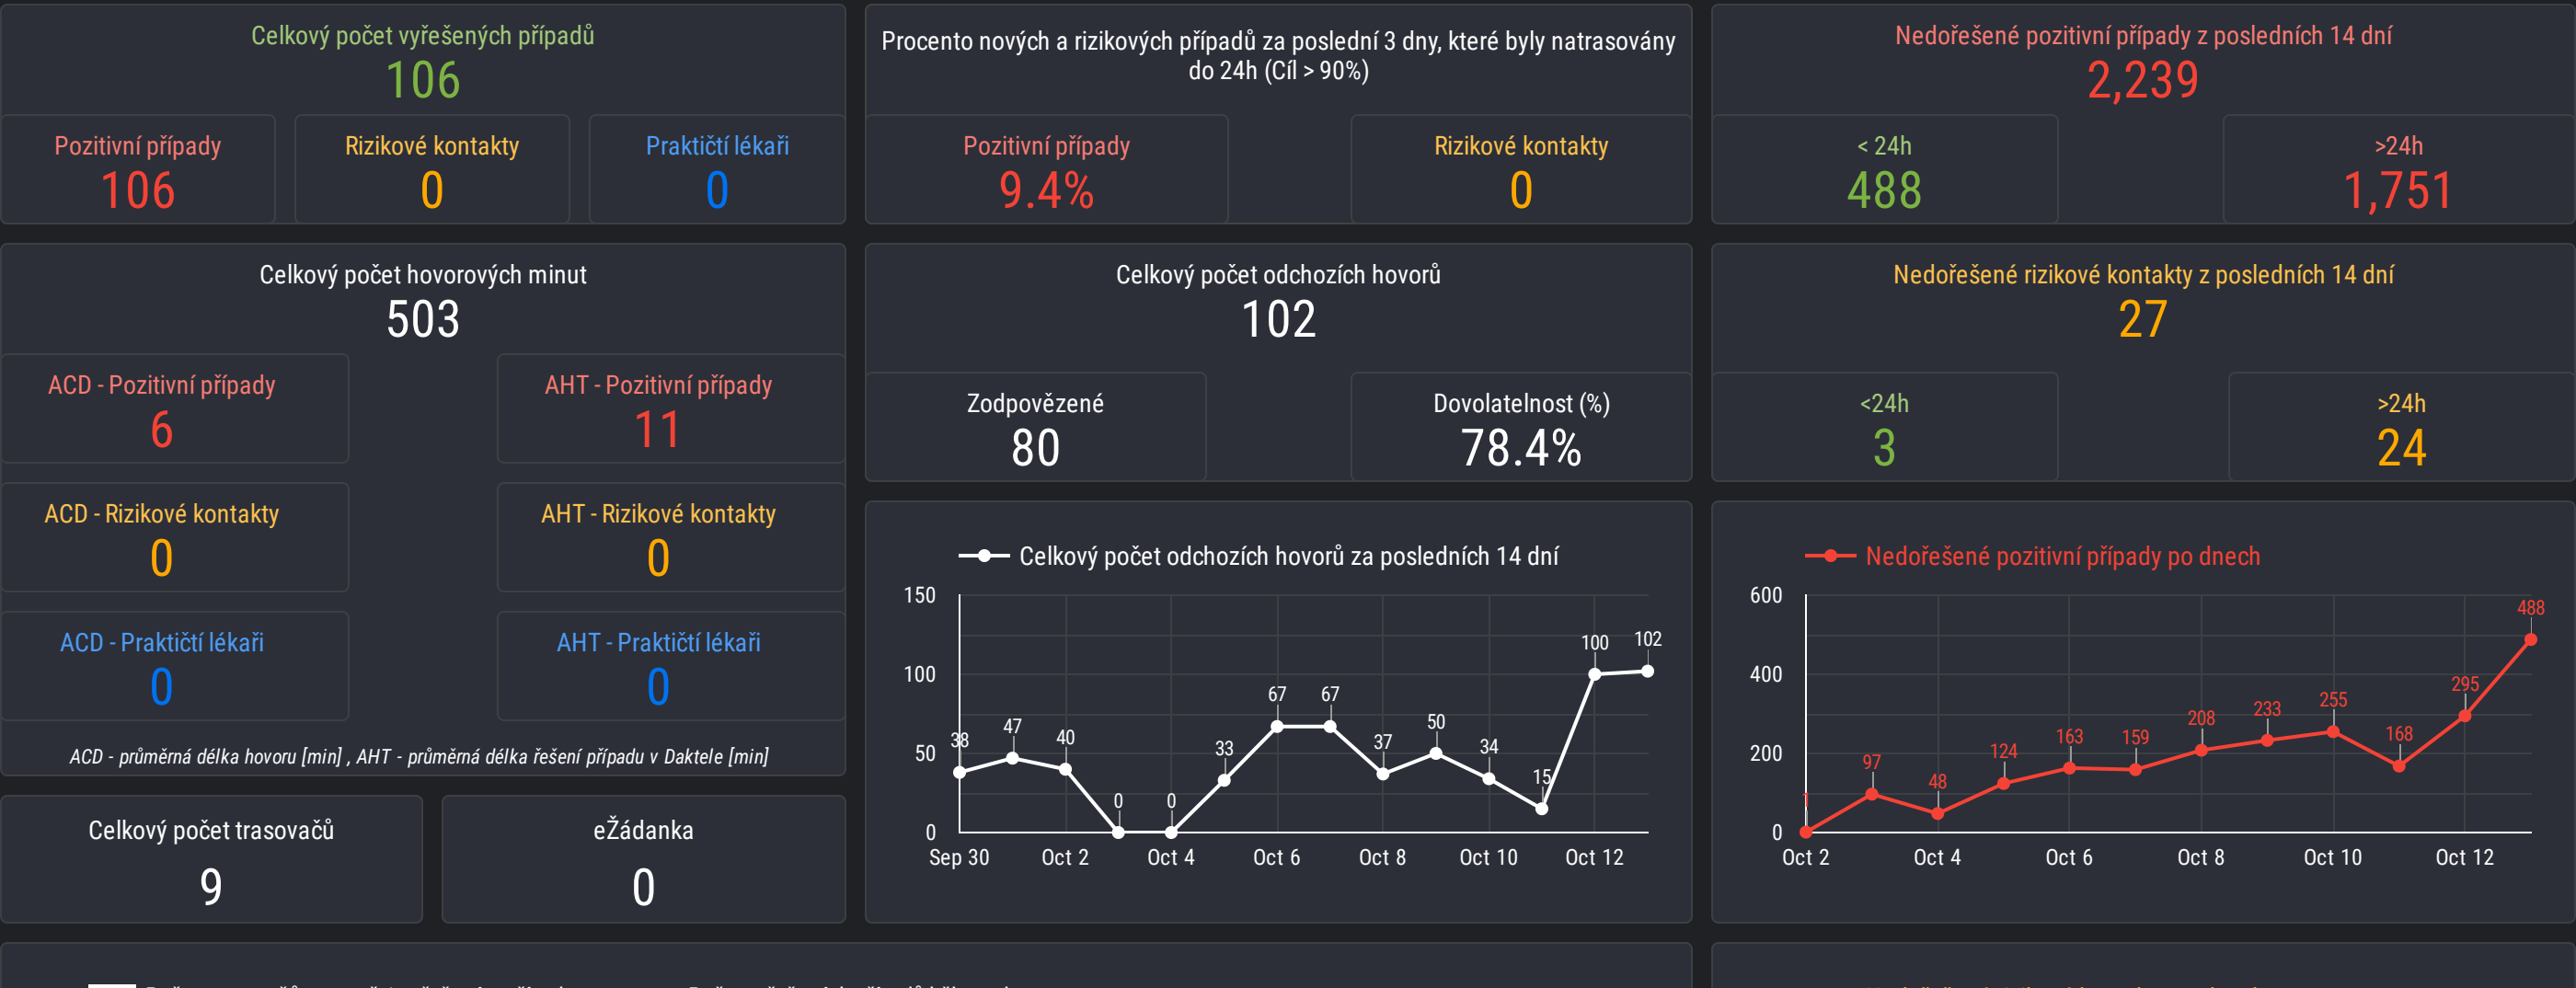 Celkový počet vyřešených případů
106
Pozitivní případy
106
Rizikové kontakty
0
Praktičtí lékaři
0
Procento nových a rizikových případů za poslední 3 dny, které byly natrasovány
do 24h (Cíl > 90%)
Pozitivní případy
9.4%
Rizikové kontakty
0
Nedořešené pozitivní případy z posledních 14 dní
2,239
< 24h
488
>24h
1,751
Celkový počet hovorových minut
503
ACD - Pozitivní případy
6
AHT - Pozitivní případy
11
ACD - Rizikové kontakty
0
AHT - Rizikové kontakty
0
ACD - Praktičtí lékaři
0
AHT - Praktičtí lékaři
0
ACD - průměrná délka hovoru [min] , AHT - průměrná délka řešení případu v Daktele [min]
Celkový počet odchozích hovorů
102
Zodpovězené
80
Dovolatelnost (%)
78.4%
Nedořešené rizikové kontakty z posledních 14 dní
27
<24h
3
>24h
24
Celkový počet trasovačů
9
eŽádanka
0
Celkový počet odchozích hovorů za posledních 14 dní
150
100
50
0
38
47
40
0
0
33
67
67
37
50
34
15
100
102
Sep 30
Oct 2
Oct 4
Oct 6
Oct 8
Oct 10
Oct 12
Nedořešené pozitivní případy po dnech
600
400
200
0
1
97
48
124
163
159
208
233
255
168
295
488
Oct 2
Oct 4
Oct 6
Oct 8
Oct 10
Oct 12